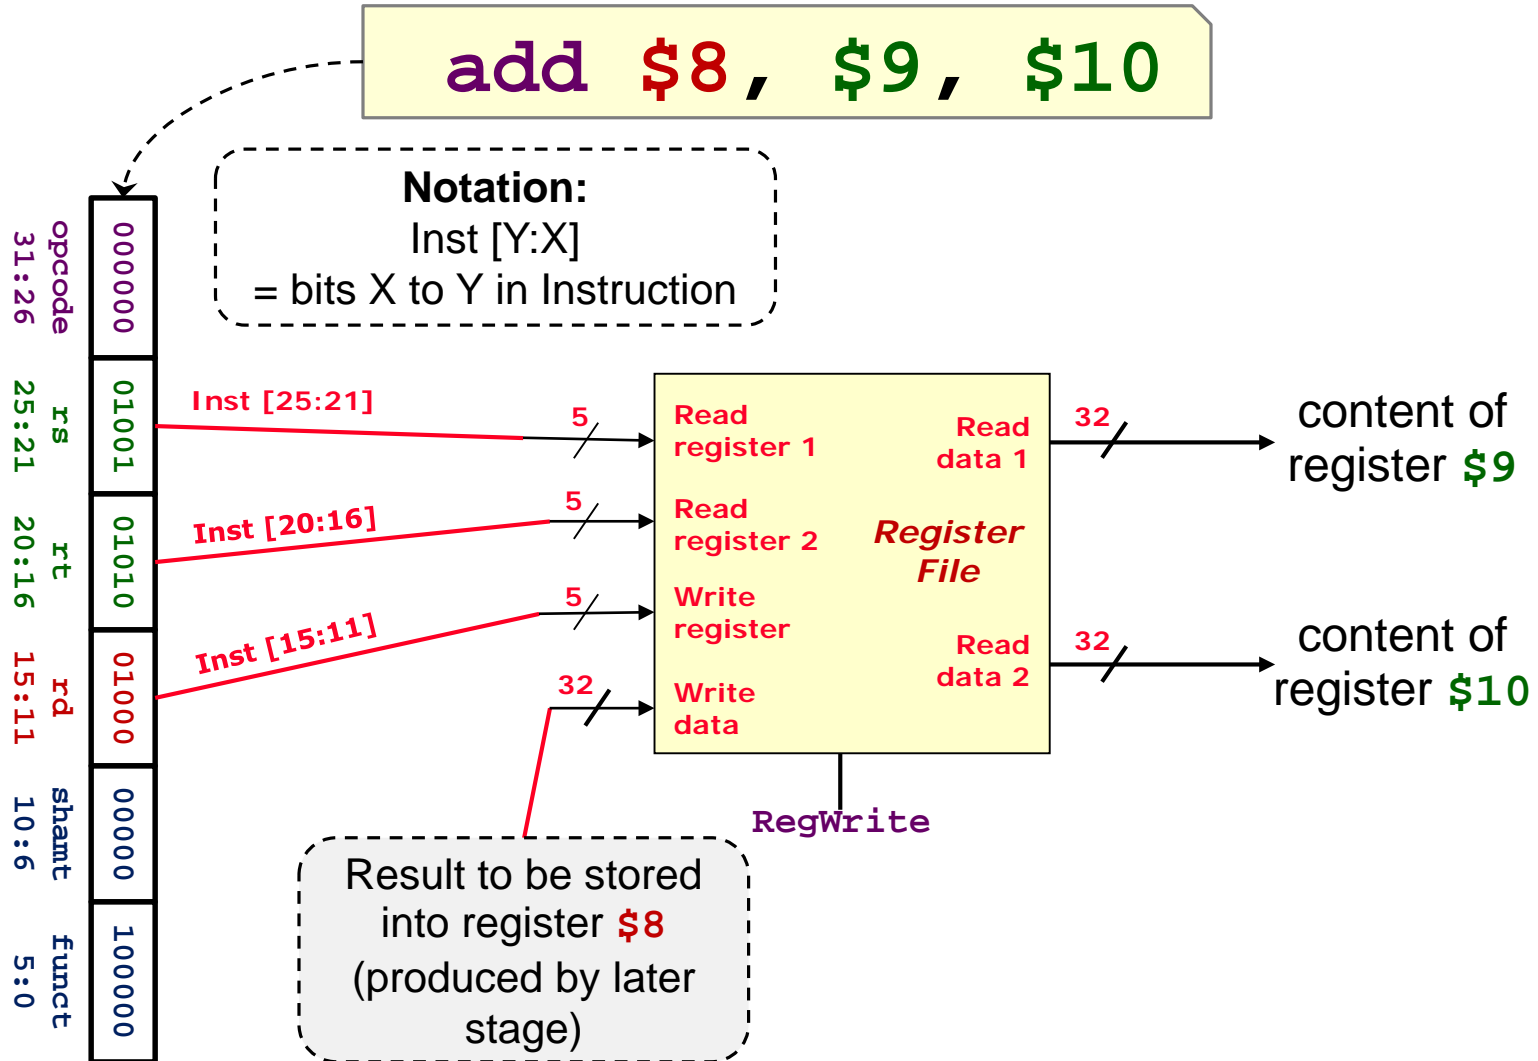 add $8, $9, $10
Notation:
Inst [Y:X]
= bits X to Y in Instruction
opcode
31:26
000000
rs
25:21
01001
rt
20:16
01010
rd
15:11
01000
shamt
10:6
00000
funct
5:0
100000
Inst [25:21]
Inst [20:16]
Inst [15:11]
5
5
5
32
Read
register 1
Read
register 2
Write
register
Write
data
Register
File
Read
data 1
Read
data 2
32
32
content of
register $9
content of
register $10
RegWrite
Result to be stored
into register $8
(produced by later
stage)